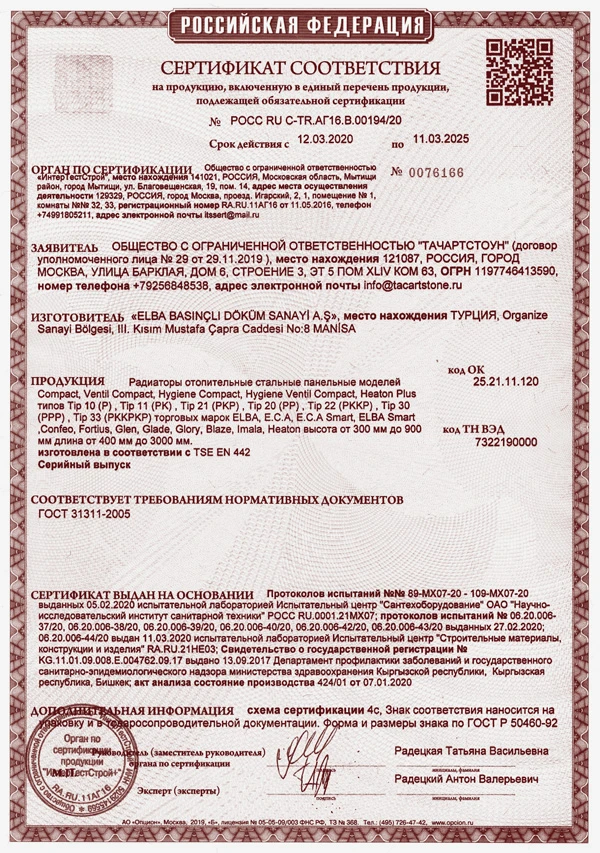 РОССИЙСКАЯ ФЕДЕРАЦИЯ
СЕРТИФИКАТ СООТВЕТСТВИЯ
на продукцию, включенную в единый перечень продукции,
подлежащей обязательной сертификации
№ РОСС RU C-TR.АГ16.В.00194/20
Срок действия с 12.03.2020 по 11.03.2025
№ 0076166
ОРГАН ПО СЕРТИФИКАЦИИ Общество с ограниченной ответственностью
«ИнтерТестСтрой», место нахождения 141021, РОССИЯ, Московская область, Мытищи
район, город Мытищи, ул. Благовещенская, 19, пом. 14, адрес места осуществления
деятельности 129329, РОССИЯ, город Москва, проезд. Игарский, 2, 1, помещение № 1,
комнаты №№ 32, 33, регистрационный номер RA.RU.11АГ16 от 11.05.2016, телефон
+74991805211, адрес электронной почты itssert@mail.ru
ЗАЯВИТЕЛЬ ОБЩЕСТВО С ОГРАНИЧЕННОЙ ОТВЕТСТВЕННОСТЬЮ "ТАЧАРТСТОУН" (договор
уполномоченного лица № 29 от 29.11.2019 ), место нахождения 121087, РОССИЯ, ГОРОД
МОСКВА, УЛИЦА БАРКЛАЯ, ДОМ 6, СТРОЕНИЕ 3, ЭТ 5 ПОМ XLIV КОМ 63, ОГРН 1197746413590,
номер телефона +79256848538, адрес электронной почты info@tacartstone.ru
ИЗГОТОВИТЕЛЬ «ELBA BASINÇLI DÖKÜM SANAYİ A.Ş», место нахождения ТУРЦИЯ, Organize
Sanayi Bölgesi, III. Kısım Mustafa Çapra Caddesi No:8 MANİSA
код ОК
25.21.11.120
ПРОДУКЦИЯ Радиаторы отопительные стальные панельные моделей
Compact, Ventil Compact, Hygiene Compact, Hygiene Ventil Compact, Heaton Plus
типов Tip 10 (P) , Tip 11 (PK) , Tip 21 (PKP) , Tip 20 (PP) , Tip 22 (PKKP) , Tip 30
(PPP) , Tip 33 (PKKPKP) торговых марок ELBA, E.C.A, E.C.A Smart, ELBA Smart
,Confeo, Fortius, Glen, Glade, Glory, Blaze, Imala, Heaton высота от 300 мм до 900
мм длина от 400 мм до 3000 мм.
изготовлена в соответствии с TSE EN 442
Серийный выпуск
код ТН ВЭД
7322190000
СООТВЕТСТВУЕТ ТРЕБОВАНИЯМ НОРМАТИВНЫХ ДОКУМЕНТОВ
ГОСТ 31311-2005
СЕРТИФИКАТ ВЫДАН НА ОСНОВАНИИ Протоколов испытаний №№ 89-МХ07-20 - 109-МХ07-20
выданных 05.02.2020 испытательной лабораторией Испытательный центр "Сантехоборудование" ОАО "Научно-
исследовательский институт санитарной техники" РОСС RU.0001.21МХ07; протоколов испытаний № 06.20.006-
37/20, 06.20.006-38/20, 06.20.006-39/20, 06.20.006-40/20, 06.20.006-42/20, 06.20.006-43/20 выданных 27.02.2020;
06.20.006-44/20 выдан 11.03.2020 испытательной лабораторией Испытательный центр "Строительные материалы,
конструкции и изделия" RA.RU.21НЕ03; Свидетельство о государственной регистрации №
KG.11.01.09.008.E.004762.09.17 выдано 13.09.2017 Департамент профилактики заболеваний и государственного
санитарно-эпидемиологического надзора министерства здравоохранения Кыргызской республики, Кыргызская
республика, Бишкек; акт анализа состояние производства 424/01 от 07.01.2020
ДОПОЛНИТЕЛЬНАЯ ИНФОРМАЦИЯ схема сертификации 4с, Знак соответствия наносится на
упаковку и в товаросопроводительной документации. Форма и размеры знака по ГОСТ Р 50460-92
Орган по
сертификации
продукции
"ИнтерТестСтрой+"
RA.RU.11АГ16
М.П.
Руководитель (заместитель руководителя)
органа по сертификации
Радецкая Татьяна Васильевна
инициалы, фамилия
Эксперт (эксперты)
подпись
Радецкий Антон Валерьевич
инициалы, фамилия
АО «Опцион», Москва, 2019, «Б», лицензия № 05-05-09/003 ФНС РФ, ТЗ № 368. Тел.: (495) 726-47-42, www.opcion.ru